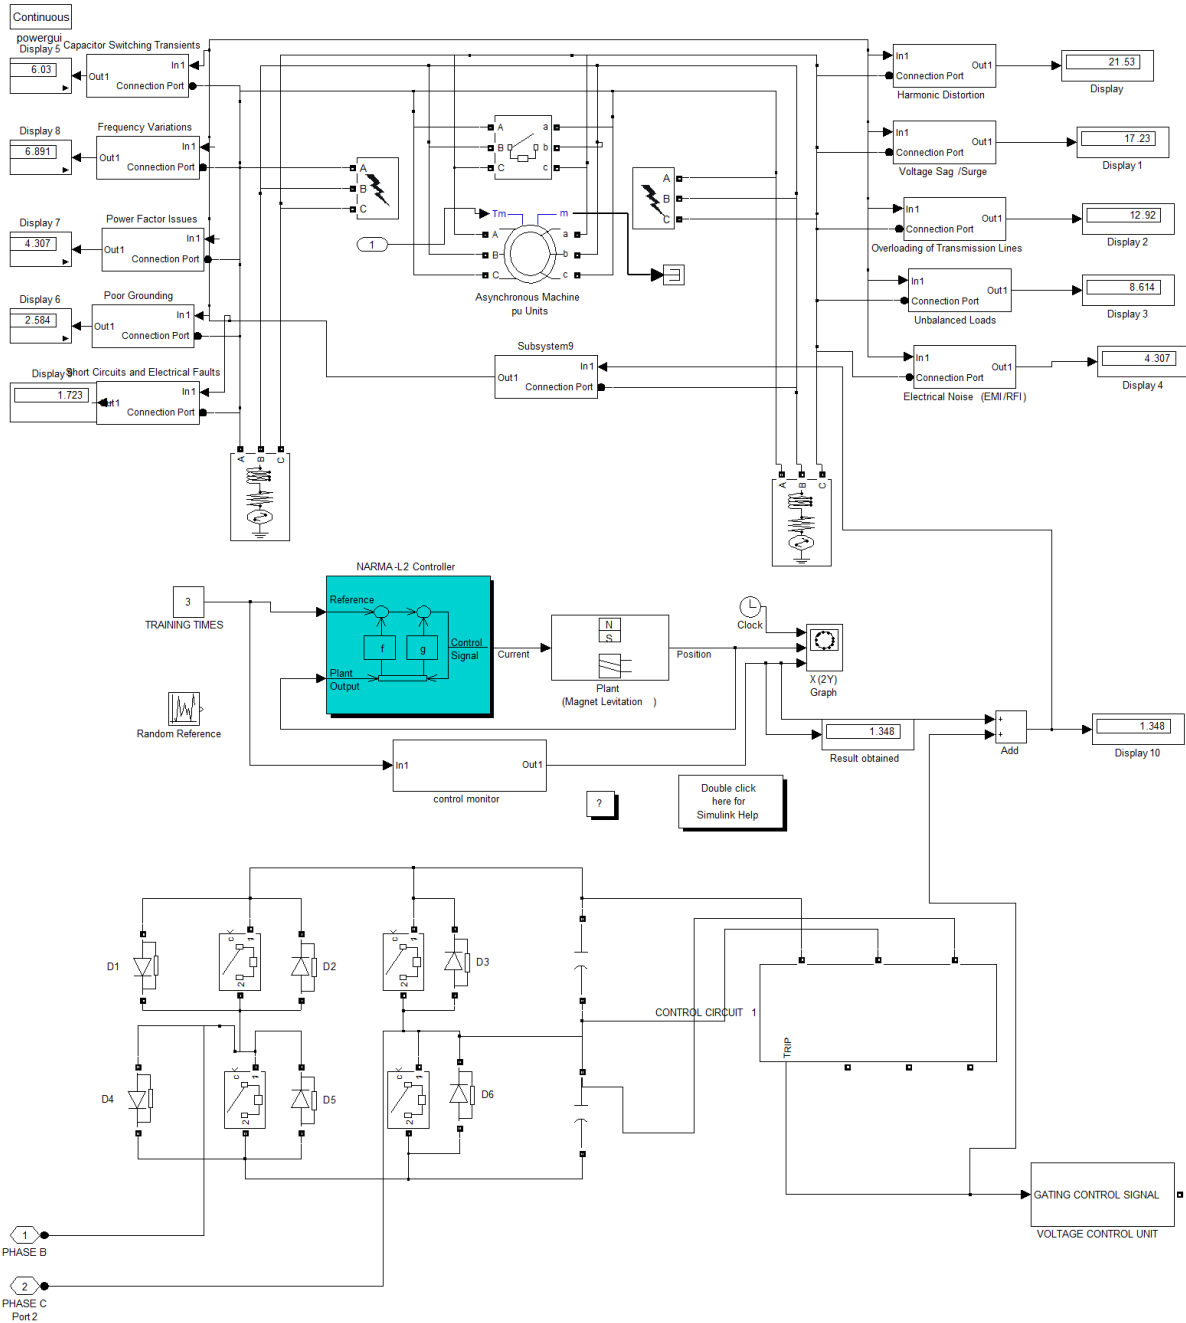 Continuous
powergui
Display 5
Capacitor Switching Transients
6.03
Out1
In1
Connection Port
Display 8
Frequency Variations
6.891
Out1
In1
Connection Port
Display 7
Power Factor Issues
4.307
Out1
In1
Connection Port
Display 6
Poor Grounding
2.584
Out1
In1
Connection Port
Display 9
Short Circuits and Electrical Faults
1.723
Out1
In1
Connection Port
A
B
C
A
B
C
a
b
c
Tm
m
A
B
C
a
b
c
1
Asynchronous Machine
pu Units
A
B
C
Subsystem9
In1
Out1
Connection Port
In1
Out1
Connection Port
Harmonic Distortion
21.53
Display
In1
Out1
Connection Port
Voltage Sag /Surge
17.23
Display 1
In1
Out1
Connection Port
Overloading of Transmission Lines
12.92
Display 2
In1
Out1
Connection Port
Unbalanced Loads
8.614
Display 3
In1
Out1
Connection Port
Electrical Noise (EMI/RFI)
4.307
Display 4
A
B
C
A
B
C
NARMA-L2 Controller
3
TRAINING TIMES
Reference
f
g
Control
Signal
Plant
Output
Current
N
S
Plant
(Magnet Levitation )
Position
Clock
X (2Y)
Graph
Random Reference
In1
Out1
control monitor
?
Double click
here for
Simulink Help
1.348
Result obtained
+
+
Add
1.348
Display 10
D1
c
1
2
D2
c
1
2
D3
D4
c
1
2
D5
c
1
2
D6
CONTROL CIRCUIT 1
TRIP
GATING CONTROL SIGNAL
VOLTAGE CONTROL UNIT
1
PHASE B
2
PHASE C
Port 2